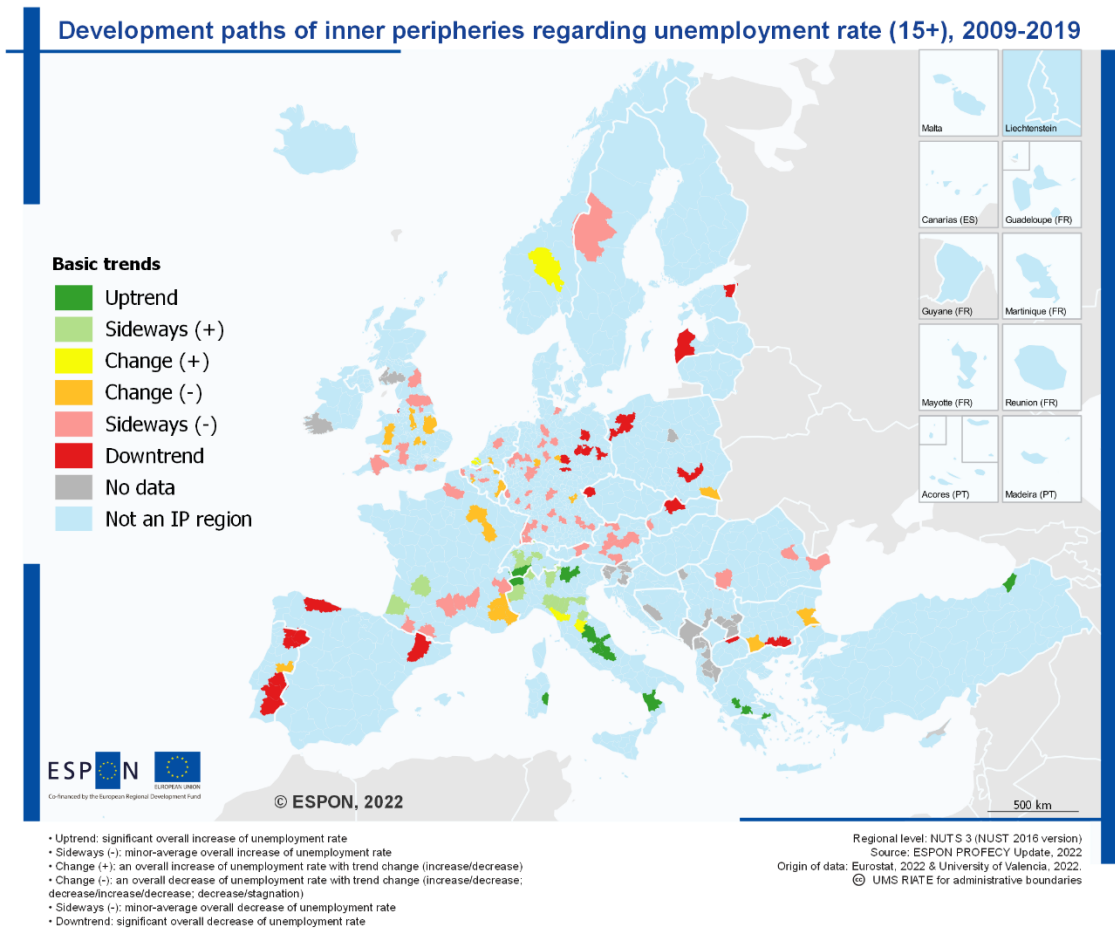 Development paths of inner peripheries regarding unemployment rate (15+), 2009-2019
Malta
Liechtenstein
Canarias (ES)
Guadeloupe (FR)
Guyane (FR)
Martinique (FR)
Mayotte (FR)
Reunion (FR)
Acores (PT)
Madeira (PT)
Basic trends
Uptrend
Sideways (+)
Change (+)
Change (-)
Sideways (-)
Downtrend
No data
Not an IP region
ESPON
EUROPEAN UNION
Co-financed by the European Regional Development Fund
© ESPON, 2022
500 km
• Uptrend: significant overall increase of unemployment rate
• Sideways (-): minor-average overall increase of unemployment rate
• Change (+): an overall increase of unemployment rate with trend change (increase/decrease)
• Change (-): an overall decrease of unemployment rate with trend change (increase/decrease;
decrease/increase/decrease; decrease/stagnation)
• Sideways (-): minor-average overall decrease of unemployment rate
• Downtrend: significant overall decrease of unemployment rate
Regional level: NUTS 3 (NUST 2016 version)
Source: ESPON PROFECY Update, 2022
Origin of data: Eurostat, 2022 & University of Valencia, 2022.
cc UMS RIATE for administrative boundaries